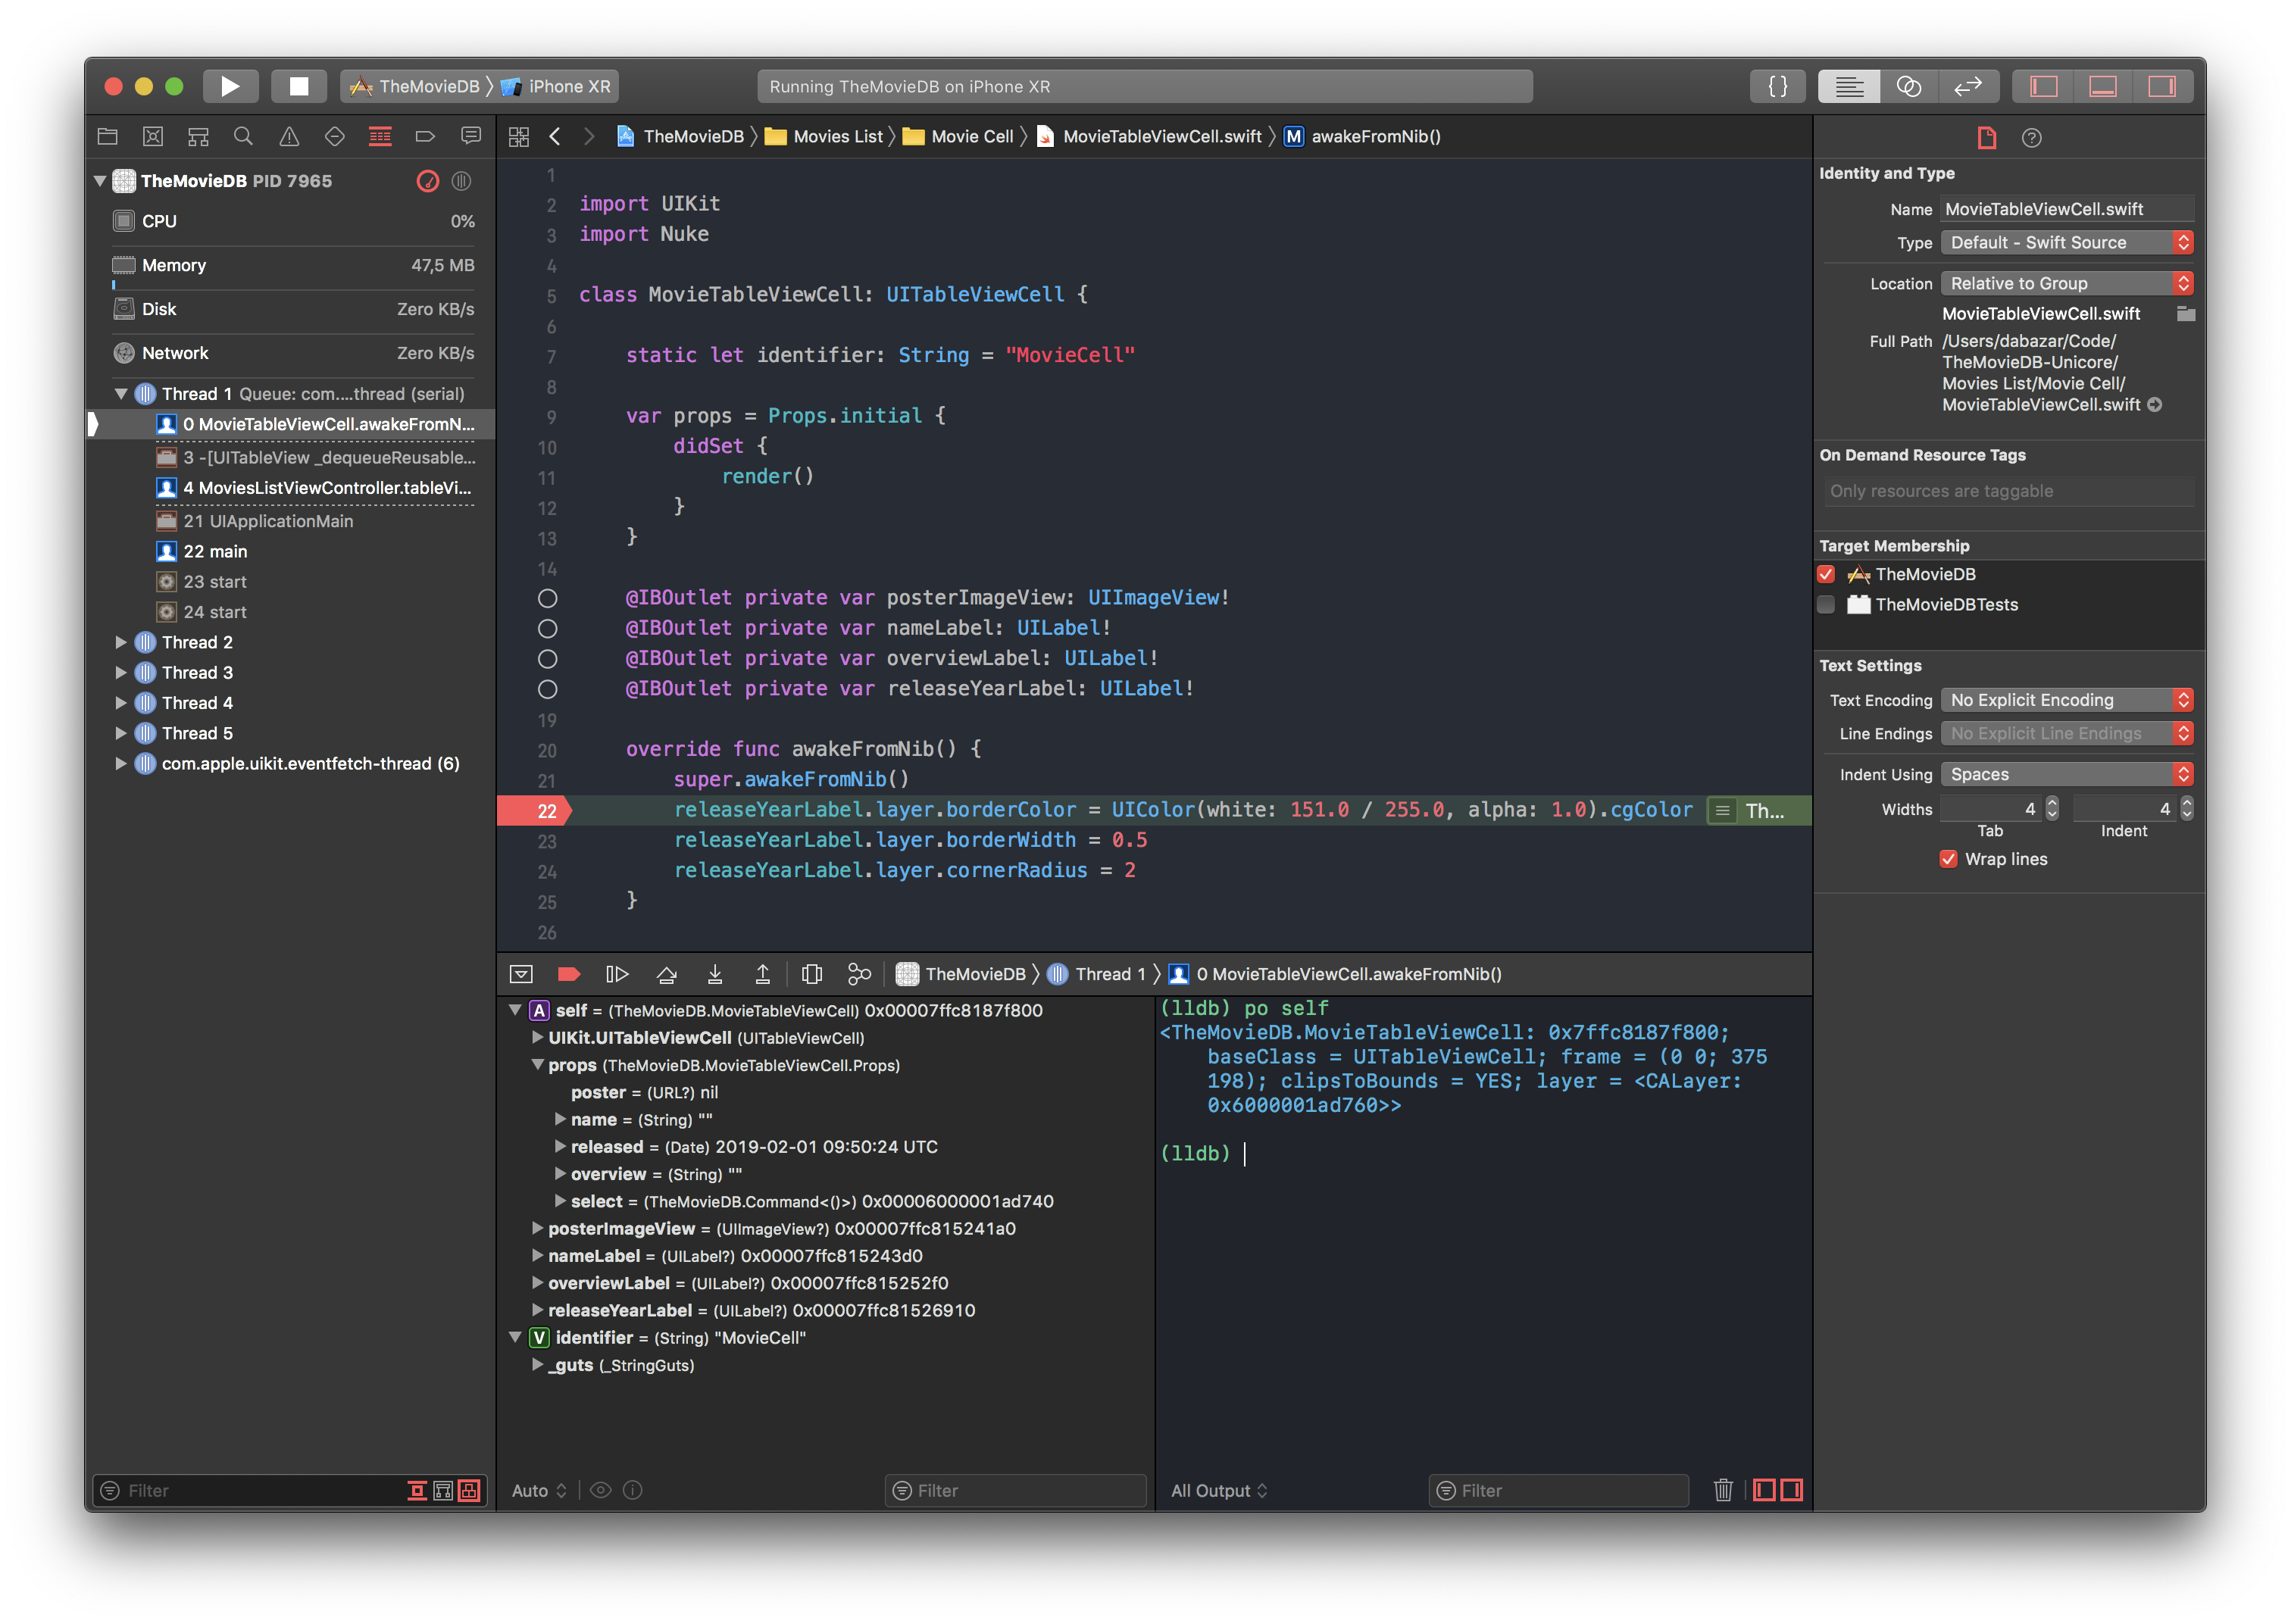 TheMovieDB 〉 iPhone XR
Running TheMovieDB on iPhone XR
{ }
TheMovieDB PID 7965
CPU 0%
Memory 47,5 MB
Disk Zero KB/s
Network Zero KB/s
Thread 1 Queue: com....thread (serial)
0 MovieTableViewCell.awakeFromN...
3 -[UITableView _dequeueReusable...
4 MoviesListViewController.tableVi...
21 UIApplicationMain
22 main
23 start
24 start
Thread 2
Thread 3
Thread 4
Thread 5
com.apple.uikit.eventfetch-thread (6)
Filter
TheMovieDB 〉 Movies List 〉 Movie Cell 〉 MovieTableViewCell.swift 〉 M awakeFromNib()
1
2 import UIKit
3 import Nuke
4
5 class MovieTableViewCell: UITableViewCell {
6
7 static let identifier: String = "MovieCell"
8
9 var props = Props.initial {
10 didSet {
11 render()
12 }
13 }
14
@IBOutlet private var posterImageView: UIImageView!
@IBOutlet private var nameLabel: UILabel!
@IBOutlet private var overviewLabel: UILabel!
@IBOutlet private var releaseYearLabel: UILabel!
19
20 override func awakeFromNib() {
21 super.awakeFromNib()
22 releaseYearLabel.layer.borderColor = UIColor(white: 151.0 / 255.0, alpha: 1.0).cgColor Th...
23 releaseYearLabel.layer.borderWidth = 0.5
24 releaseYearLabel.layer.cornerRadius = 2
25 }
26
TheMovieDB 〉 Thread 1 〉 0 MovieTableViewCell.awakeFromNib()
A self = (TheMovieDB.MovieTableViewCell) 0x00007ffc8187f800
UIKit.UITableViewCell (UITableViewCell)
props (TheMovieDB.MovieTableViewCell.Props)
poster = (URL?) nil
name = (String) ""
released = (Date) 2019-02-01 09:50:24 UTC
overview = (String) ""
select = (TheMovieDB.Command<()>) 0x00006000001ad740
posterImageView = (UIImageView?) 0x00007ffc815241a0
nameLabel = (UILabel?) 0x00007ffc815243d0
overviewLabel = (UILabel?) 0x00007ffc815252f0
releaseYearLabel = (UILabel?) 0x00007ffc81526910
V identifier = (String) "MovieCell"
_guts (_StringGuts)
Auto
Filter
(lldb) po self
<TheMovieDB.MovieTableViewCell: 0x7ffc8187f800;
baseClass = UITableViewCell; frame = (0 0; 375
198); clipsToBounds = YES; layer = <CALayer:
0x6000001ad760>>
(lldb)
All Output
Filter
Identity and Type
Name MovieTableViewCell.swift
Type Default - Swift Source
Location Relative to Group
MovieTableViewCell.swift
Full Path /Users/dabazar/Code/
TheMovieDB-Unicore/
Movies List/Movie Cell/
MovieTableViewCell.swift
On Demand Resource Tags
Only resources are taggable
Target Membership
TheMovieDB
TheMovieDBTests
Text Settings
Text Encoding No Explicit Encoding
Line Endings No Explicit Line Endings
Indent Using Spaces
Widths 4 4
Tab Indent
Wrap lines